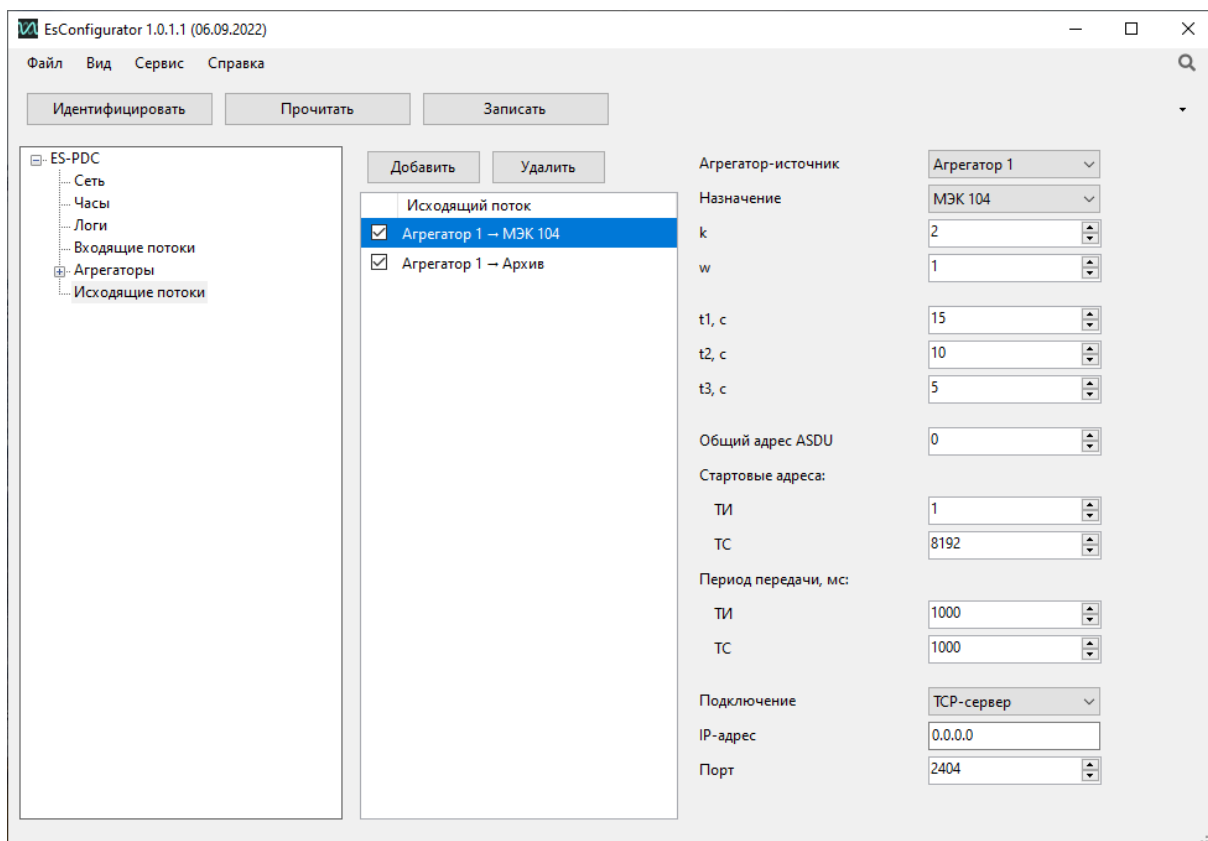 EsConfigurator 1.0.1.1 (06.09.2022)
Файл Вид Сервис Справка
Идентифицировать Прочитать Записать
ES-PDC
Сеть
Часы
Логи
Входящие потоки
Агрегаторы
Исходящие потоки
Добавить Удалить
Исходящий поток
Агрегатор 1 → МЭК 104
Агрегатор 1 → Архив
Агрегатор-источник Агрегатор 1
Назначение МЭК 104
k 2
w 1
t1, с 15
t2, с 10
t3, с 5
Общий адрес ASDU 0
Стартовые адреса:
ТИ 1
ТС 8192
Период передачи, мс:
ТИ 1000
ТС 1000
Подключение TCP-сервер
IP-адрес 0.0.0.0
Порт 2404